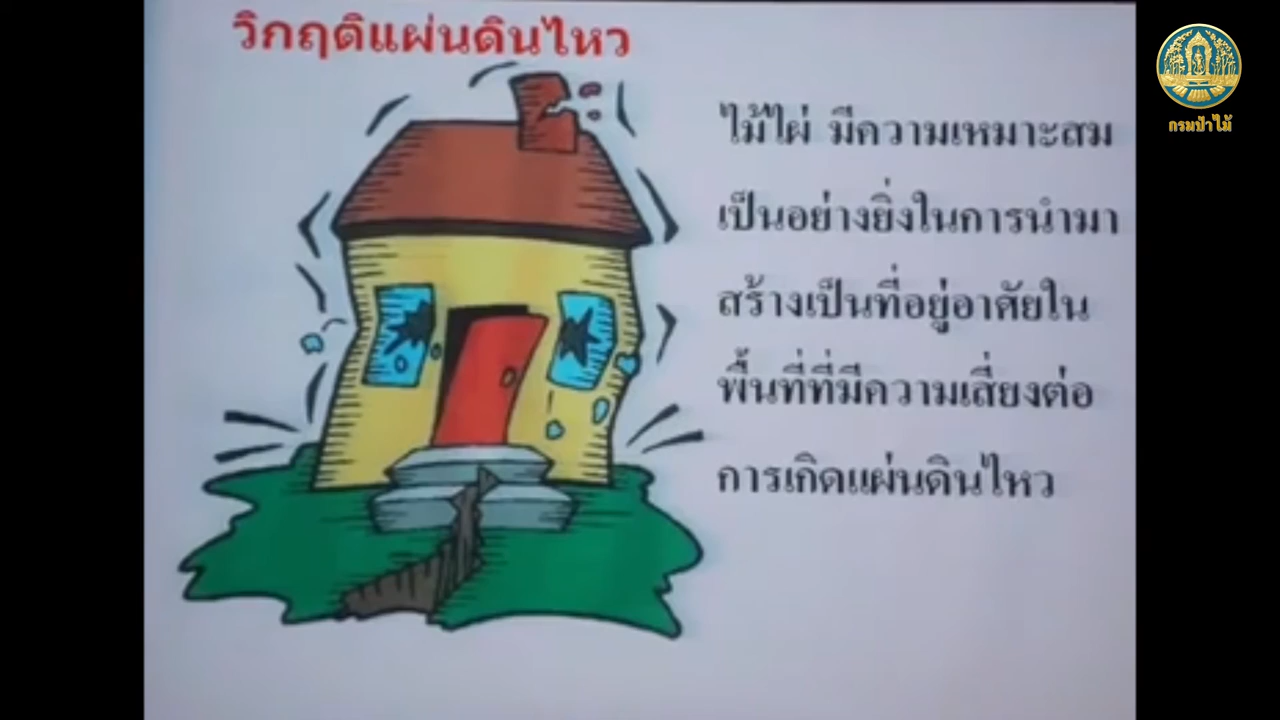 วิกฤติแผ่นดินไหว
ไม้ไผ่ มีความเหมาะสม
เป็นอย่างยิ่งในการนำมา
สร้างเป็นที่อยู่อาศัยใน
พื้นที่ที่มีความเสี่ยงต่อ
การเกิดแผ่นดินไหว
กรมป่าไม้